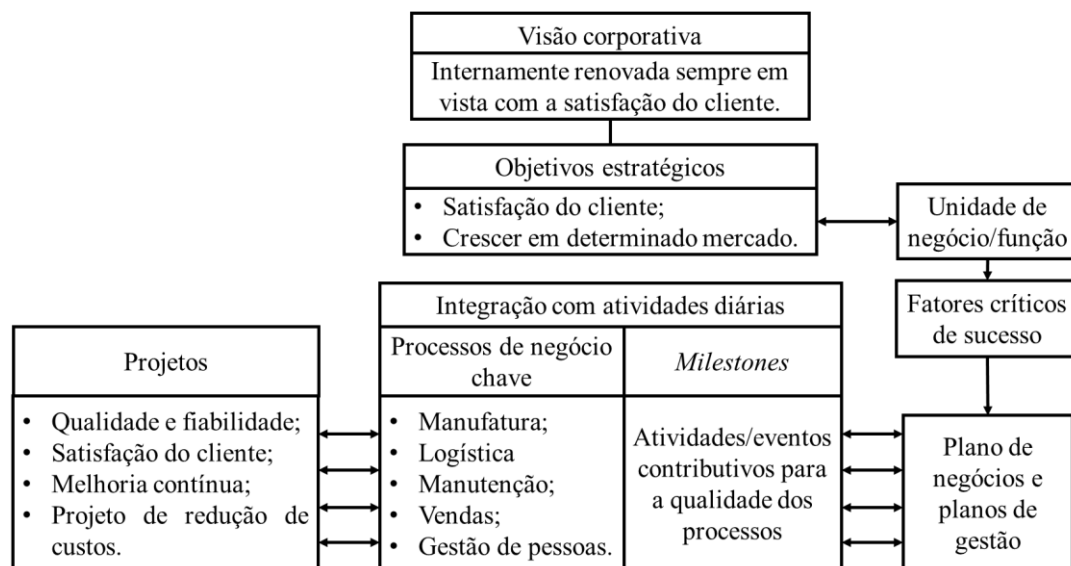 Visão corporativa
Internamente renovada sempre em
vista com a satisfação do cliente.
Objetivos estratégicos
• Satisfação do cliente;
• Crescer em determinado mercado.
Unidade de
negócio/função
Fatores críticos
de sucesso
Projetos
• Qualidade e fiabilidade;
• Satisfação do cliente;
• Melhoria contínua;
• Projeto de redução de
custos.
Integração com atividades diárias
Processos de negócio
chave
• Manufatura;
• Logística
• Manutenção;
• Vendas;
• Gestão de pessoas.
Milestones
Atividades/eventos
contributivos para
a qualidade dos
processos
Plano de
negócios e
planos de
gestão